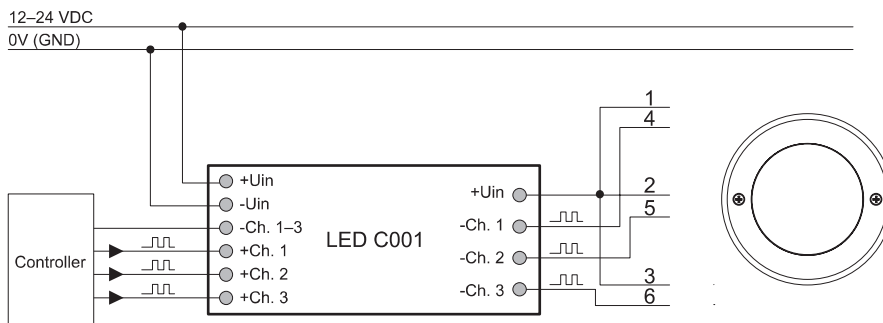 12–24 VDC
0V (GND)
1
4
2
5
3
6
+Uin
-Uin
-Ch. 1–3
+Ch. 1
+Ch. 2
+Ch. 3
LED C001
+Uin
-Ch. 1
-Ch. 2
-Ch. 3
Controller